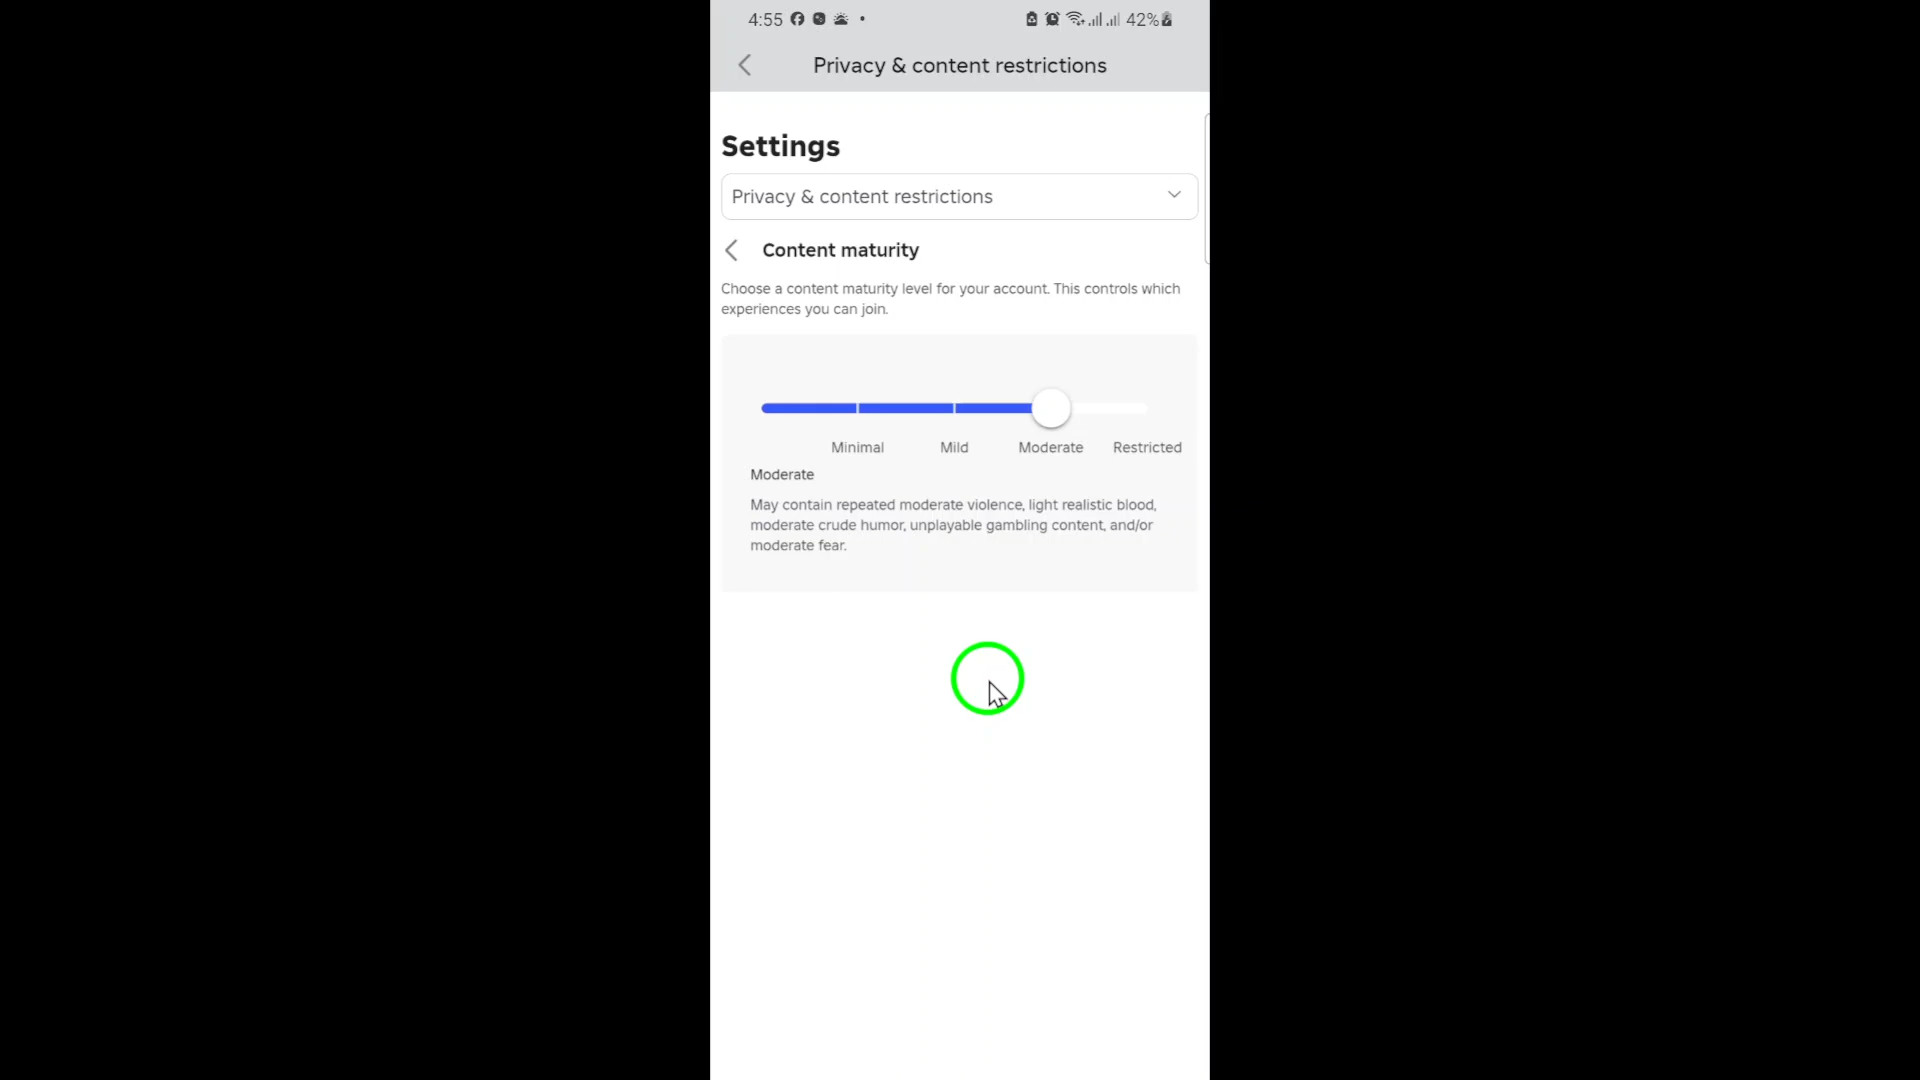 4:55
42%
Privacy & content restrictions
Settings
Privacy & content restrictions
Content maturity
Choose a content maturity level for your account. This controls which
experiences you can join.
Minimal Mild Moderate Restricted
Moderate
May contain repeated moderate violence, light realistic blood,
moderate crude humor, unplayable gambling content, and/or
moderate fear.